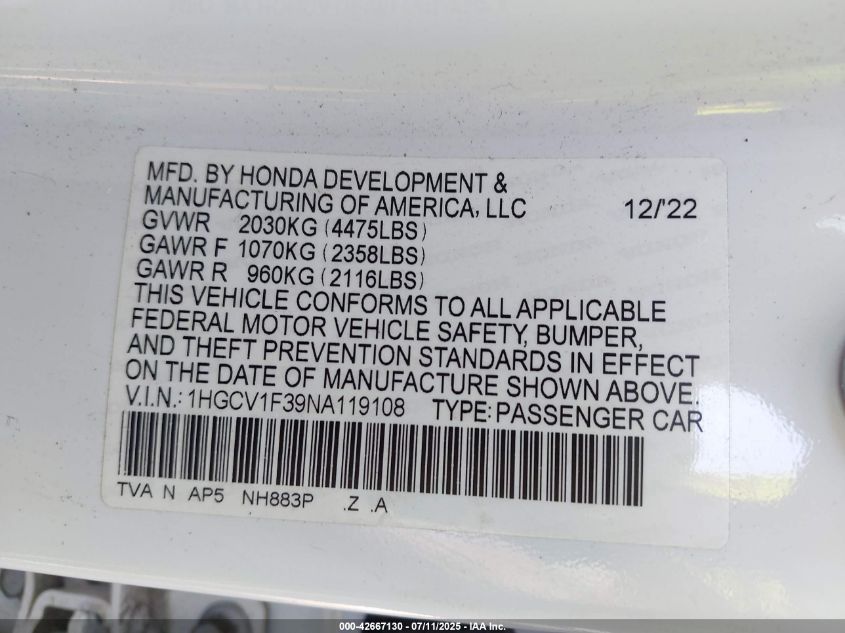 MFD. BY HONDA DEVELOPMENT &
MANUFACTURING OF AMERICA, LLC 12/'22
GVWR 2030KG (4475LBS)
GAWR F 1070KG (2358LBS)
GAWR R 960KG (2116LBS)
THIS VEHICLE CONFORMS TO ALL APPLICABLE
FEDERAL MOTOR VEHICLE SAFETY, BUMPER,
AND THEFT PREVENTION STANDARDS IN EFFECT
ON THE DATE OF MANUFACTURE SHOWN ABOVE.
V.I.N.: 1HGCV1F39NA119108 TYPE: PASSENGER CAR
TVA N AP5 NH883P .Z .A
000-42667130 - 07/11/2025 - IAA Inc.